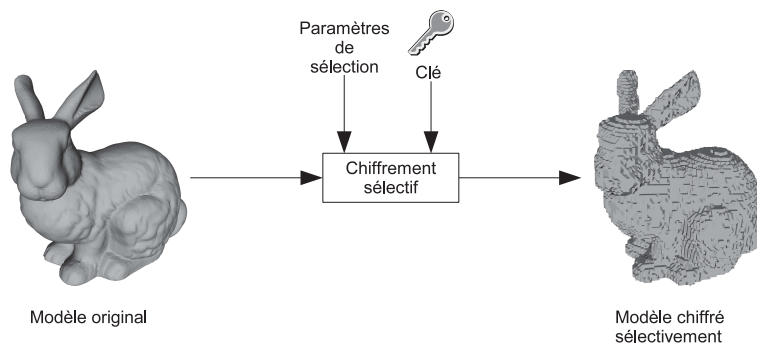 Paramètres
de
sélection
Clé
Chiffrement
sélectif
Modèle original
Modèle chiffré
sélectivement